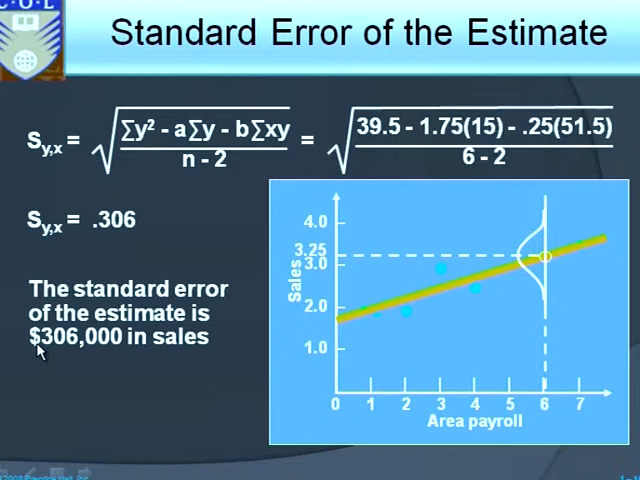 C O L
Standard Error of the Estimate
Sy,x = √ ∑y² - a∑y - b∑xy / n - 2 = √ 39.5 - 1.75(15) - .25(51.5) / 6 - 2
Sy,x = .306
The standard error
of the estimate is
$306,000 in sales
4.0
3.25
3.0
2.0
1.0
Sales
0 1 2 3 4 5 6 7
Area payroll